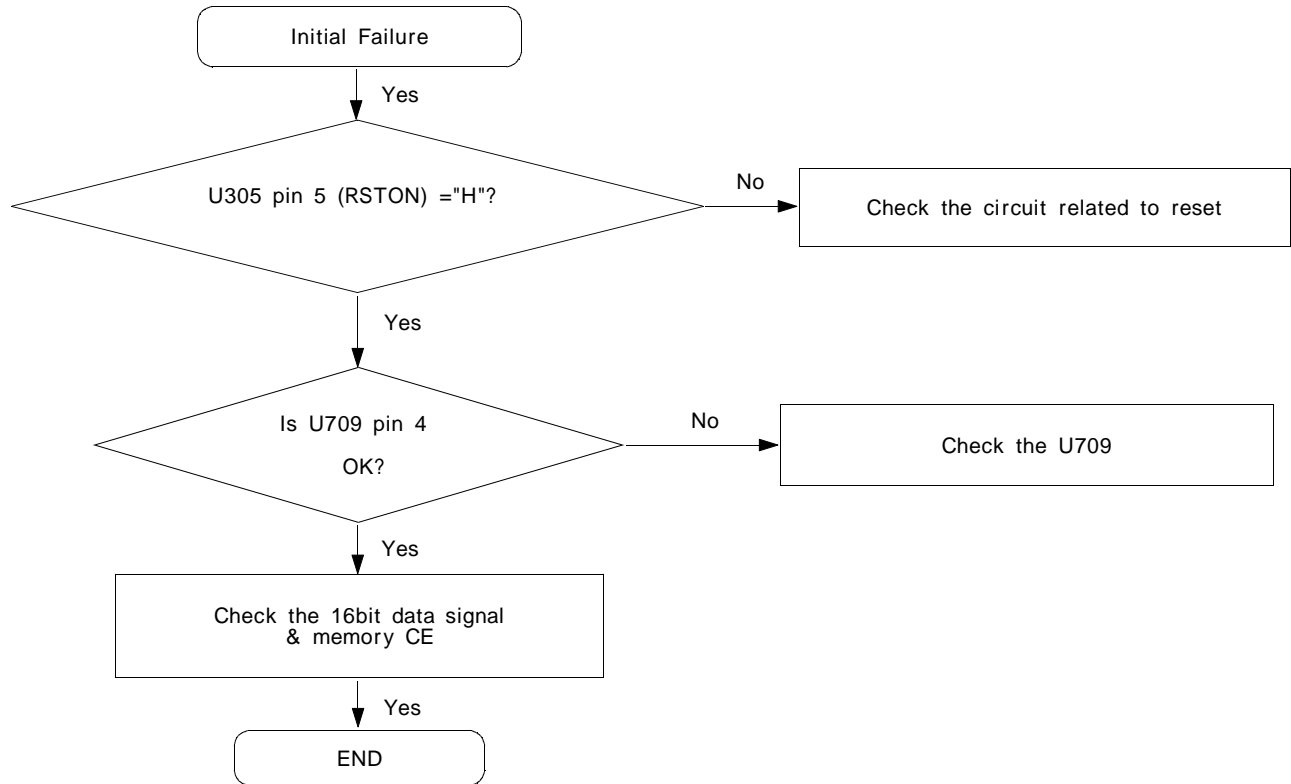 Initial Failure
Yes
U305 pin 5 (RSTON) ="H"?
No
Check the circuit related to reset
Yes
Is U709 pin 4
OK?
No
Check the U709
Yes
Check the 16bit data signal
& memory CE
Yes
END